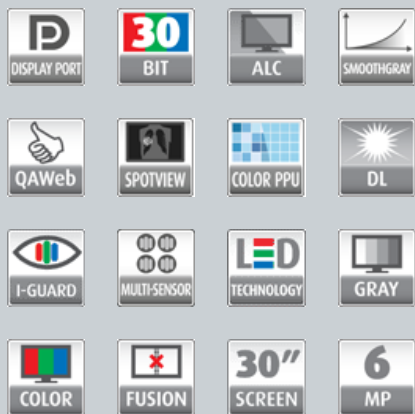 D
DISPLAY PORT
30
BIT
ALC
SMOOTHGRAY
QAWeb
SPOTVIEW
COLOR PPU
DL
I-GUARD
MULTI-SENSOR
LED
TECHNOLOGY
GRAY
COLOR
FUSION
30"
SCREEN
6
MP